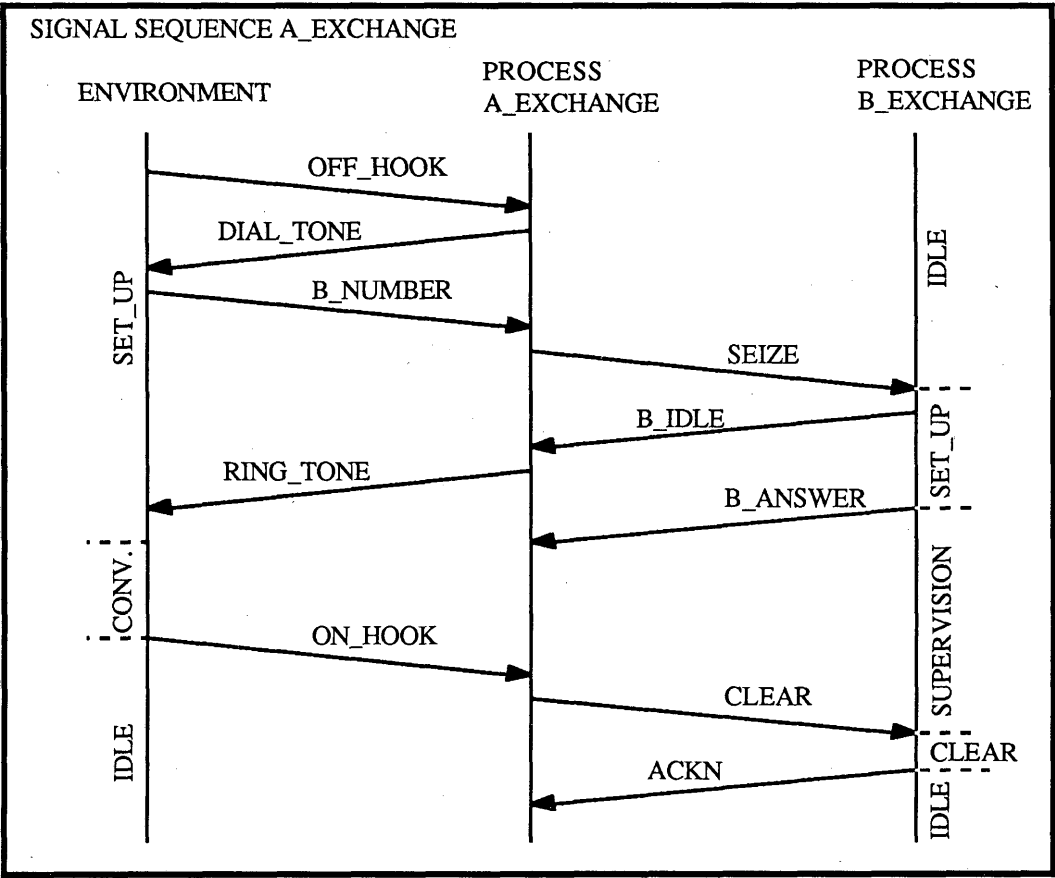 SIGNAL SEQUENCE A_EXCHANGE
ENVIRONMENT
PROCESS
A_EXCHANGE
PROCESS
B_EXCHANGE
OFF_HOOK
DIAL_TONE
IDLE
B_NUMBER
SET_UP
SEIZE
B_IDLE
SET_UP
RING_TONE
B_ANSWER
CONV.
ON_HOOK
SUPERVISION
CLEAR
IDLE
CLEAR
ACKN
IDLE